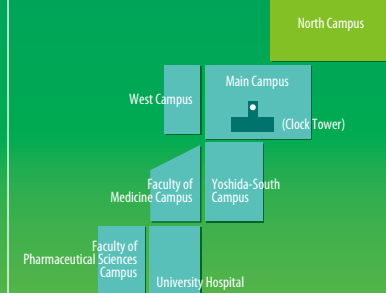 North Campus
Main Campus
West Campus
(Clock Tower)
Faculty of
Medicine Campus
Yoshida-South
Campus
Faculty of
Pharmaceutical Sciences
Campus
University Hospital